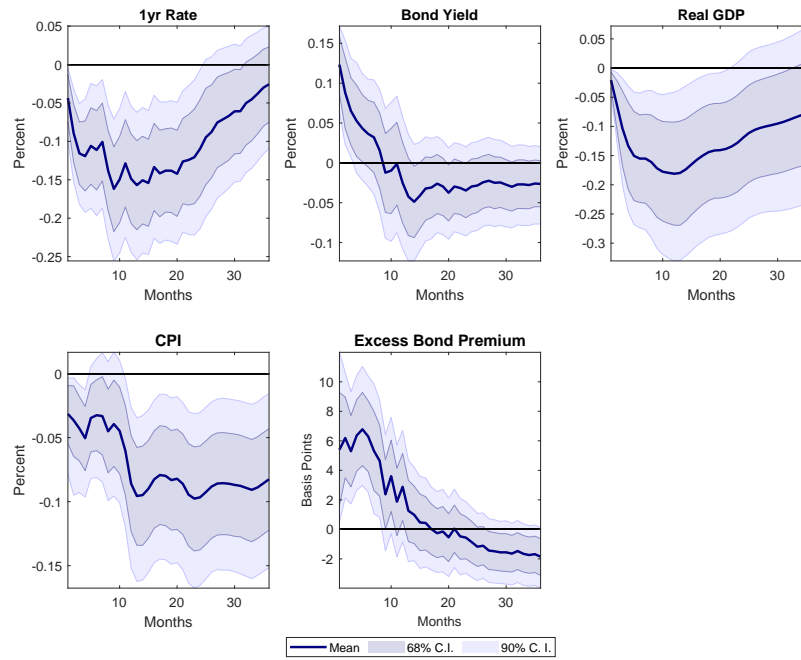 1yr Rate
0.05
0
-0.05
-0.1
-0.15
-0.2
-0.25
Percent
10 20 30
Months
Bond Yield
0.15
0.1
0.05
0
-0.05
-0.1
Percent
10 20 30
Months
Real GDP
0.05
0
-0.05
-0.1
-0.15
-0.2
-0.25
-0.3
Percent
10 20 30
Months
CPI
0
-0.05
-0.1
-0.15
Percent
10 20 30
Months
Excess Bond Premium
10
8
6
4
2
0
-2
Basis Points
10 20 30
Months
Mean 68% C.I. 90% C. I.